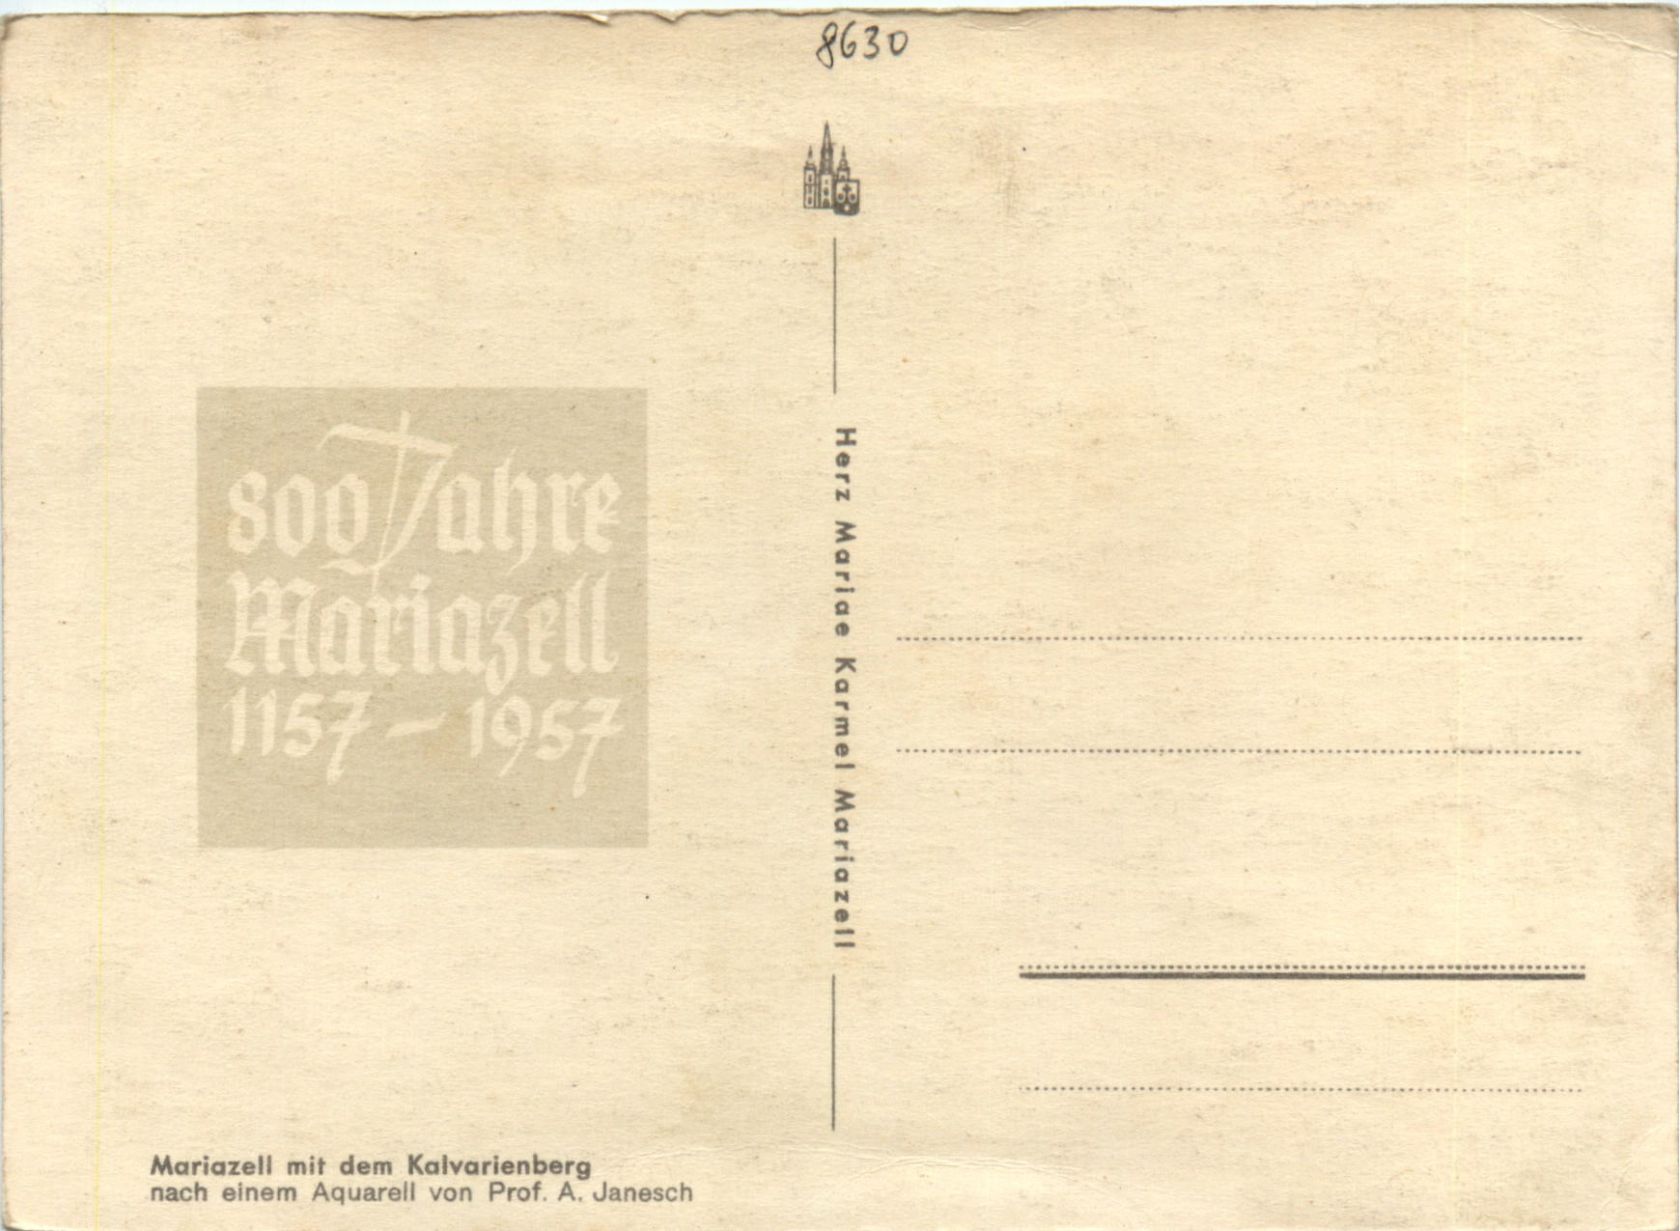 8630
800 Jahre
Mariazell
1157 – 1957
Herz Mariae Karmel Mariazell
Mariazell mit dem Kalvarienberg
nach einem Aquarell von Prof. A. Janesch